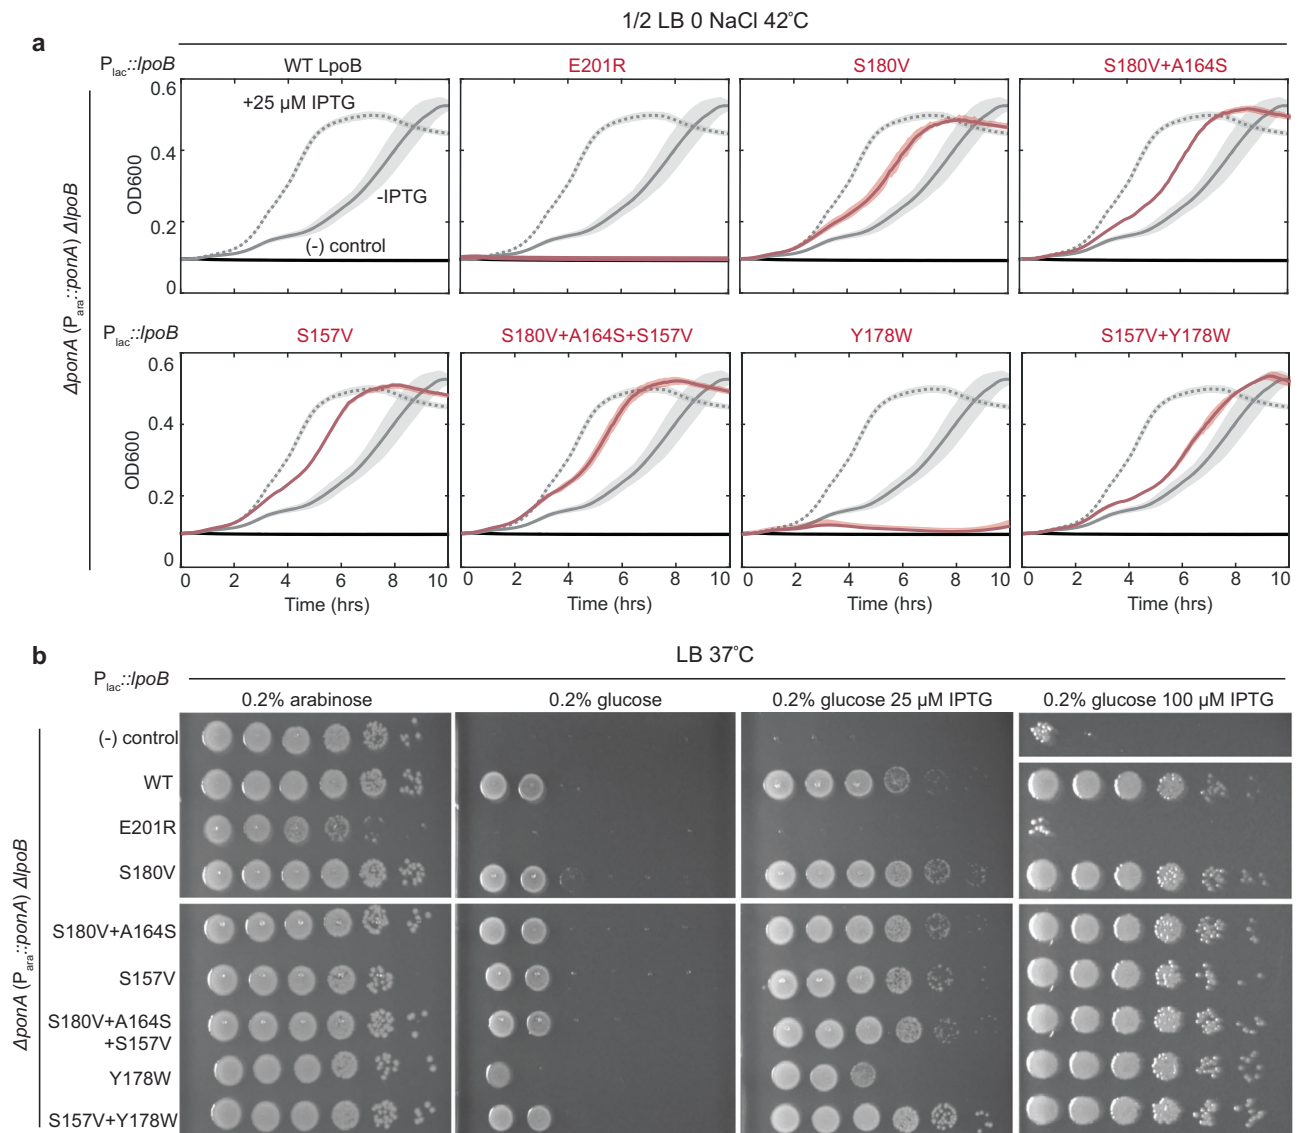 1/2 LB 0 NaCl 42°C
a
Plac::lpoB
WT LpoB
E201R
S180V
S180V+A164S
ΔponA (Para::ponA) ΔlpoB
OD600
0.6
0.4
0.2
0
+25 µM IPTG
-IPTG
(-) control
Plac::lpoB
S157V
S180V+A164S+S157V
Y178W
S157V+Y178W
OD600
0.6
0.4
0.2
0
0 2 4 6 8 10
0 2 4 6 8 10
0 2 4 6 8 10
0 2 4 6 8 10
Time (hrs)
Time (hrs)
Time (hrs)
Time (hrs)
b
LB 37°C
Plac::lpoB
0.2% arabinose
0.2% glucose
0.2% glucose 25 µM IPTG
0.2% glucose 100 µM IPTG
ΔponA (Para::ponA) ΔlpoB
(-) control
WT
E201R
S180V
S180V+A164S
S157V
S180V+A164S
+S157V
Y178W
S157V+Y178W